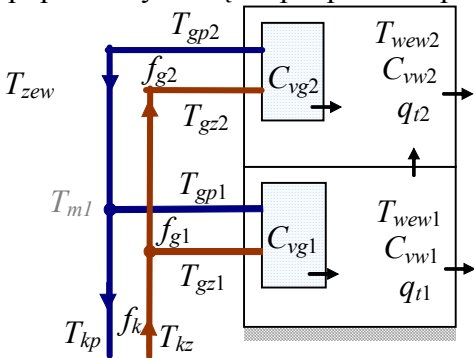 T_gp2
T_zew
f_g2
C_vg2
T_wew2
C_vw2
q_t2
T_gz2
T_m1
T_gp1
f_g1
C_vg1
T_wew1
C_vw1
q_t1
T_gz1
T_kp
f_k
T_kz